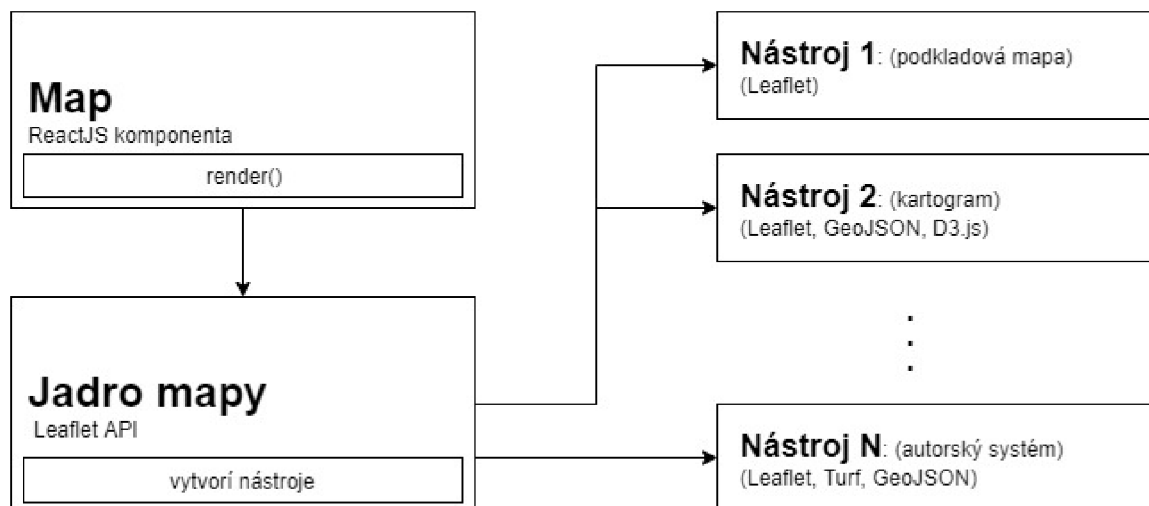 Map
ReactJS komponenta
render()
Jadro mapy
Leaflet API
vytvorí nástroje
Nástroj 1: (podkladová mapa)
(Leaflet)
Nástroj 2: (kartogram)
(Leaflet, GeoJSON, D3.js)
Nástroj N: (autorský systém)
(Leaflet, Turf, GeoJSON)